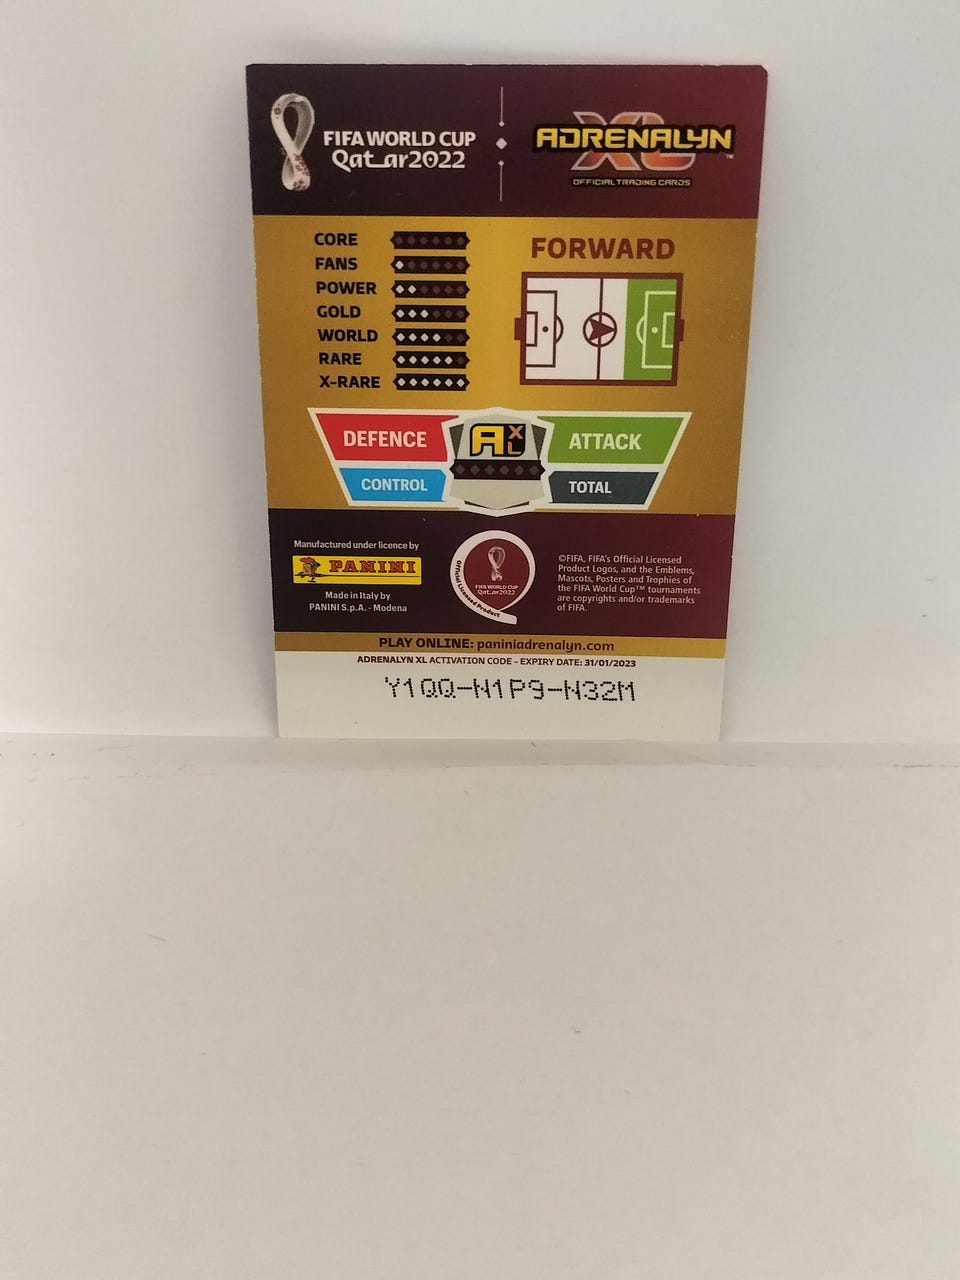 FIFA WORLD CUP
Qatar2022
ADRENALYN
XL
™
OFFICIAL TRADING CARDS
CORE
FANS
POWER
GOLD
WORLD
RARE
X-RARE
FORWARD
DEFENCE
CONTROL
AXL
ATTACK
TOTAL
Manufactured under licence by
PANINI
Made in Italy by
PANINI S.p.A. - Modena
FIFA WORLD CUP
Qatar2022
Official Licensed Product
©FIFA, FIFA's Official Licensed
Product Logos, and the Emblems,
Mascots, Posters and Trophies of
the FIFA World Cup™ tournaments
are copyrights and/or trademarks
of FIFA.
PLAY ONLINE: paniniadrenalyn.com
ADRENALYN XL ACTIVATION CODE - EXPIRY DATE: 31/01/2023
Y1QQ-N1P9-N32M